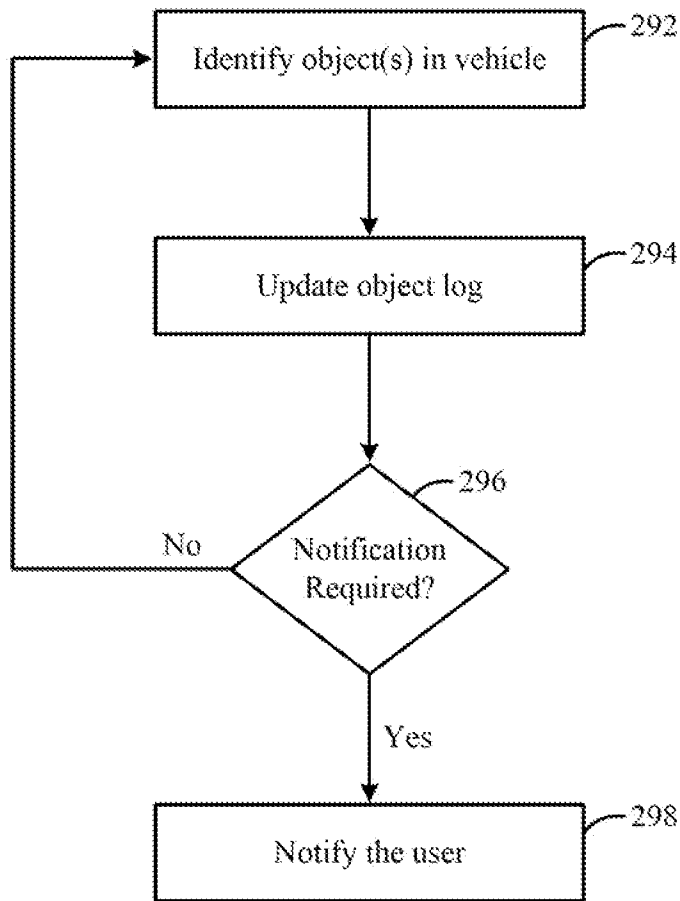 292
Identify object(s) in vehicle
294
Update object log
296
Notification
Required?
No
Yes
298
Notify the user